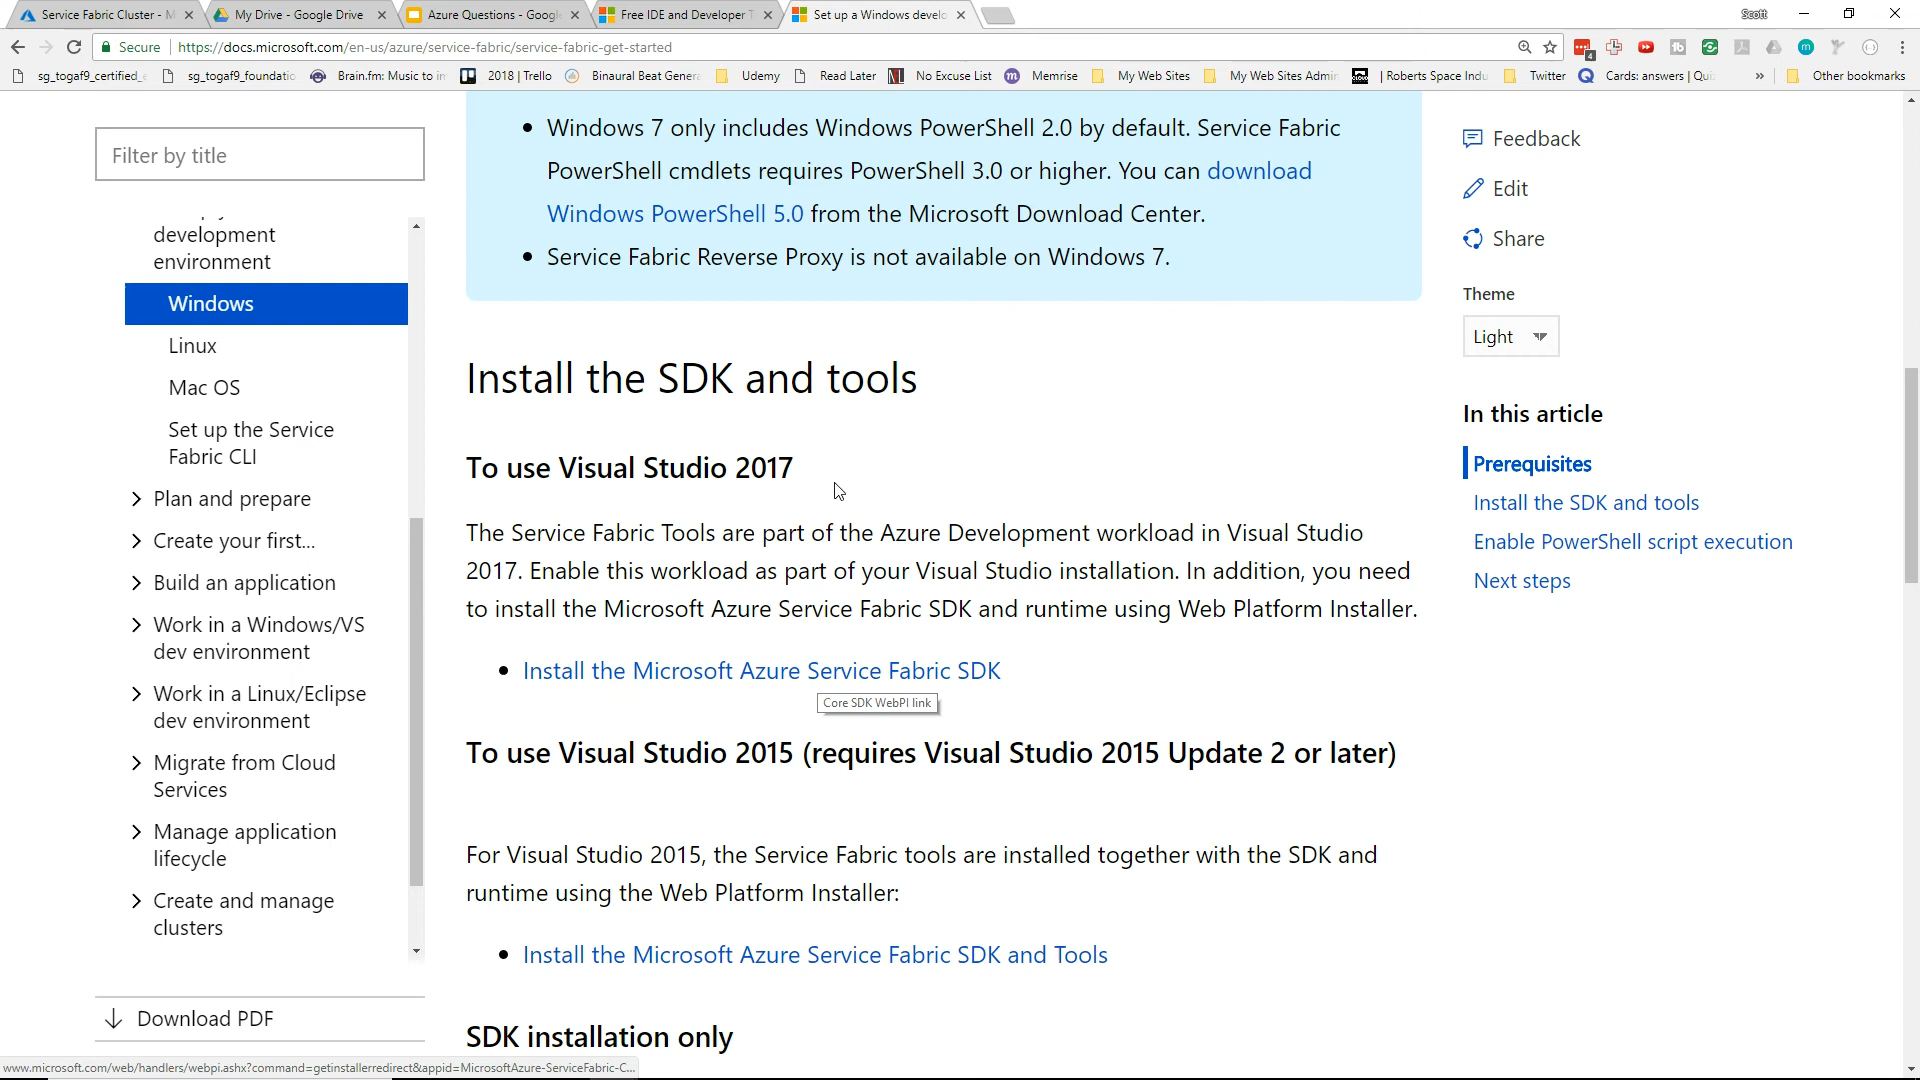 Service Fabric Cluster - M
My Drive - Google Drive
Azure Questions - Googl
Free IDE and Developer T
Set up a Windows develo
Scott
Secure
https://docs.microsoft.com/en-us/azure/service-fabric/service-fabric-get-started
4
sg_togaf9_certified_
sg_togaf9_foundatio
Brain.fm: Music to in
2018 | Trello
Binaural Beat Genera
Udemy
Read Later
No Excuse List
Memrise
My Web Sites
My Web Sites Admin
| Roberts Space Indu
Twitter
Cards: answers | Qui
»
Other bookmarks
Filter by title
development
environment
Windows
Linux
Mac OS
Set up the Service
Fabric CLI
Plan and prepare
Create your first...
Build an application
Work in a Windows/VS
dev environment
Work in a Linux/Eclipse
dev environment
Migrate from Cloud
Services
Manage application
lifecycle
Create and manage
clusters
Download PDF
Windows 7 only includes Windows PowerShell 2.0 by default. Service Fabric
PowerShell cmdlets requires PowerShell 3.0 or higher. You can download
Windows PowerShell 5.0 from the Microsoft Download Center.
Service Fabric Reverse Proxy is not available on Windows 7.
Install the SDK and tools
To use Visual Studio 2017
The Service Fabric Tools are part of the Azure Development workload in Visual Studio
2017. Enable this workload as part of your Visual Studio installation. In addition, you need
to install the Microsoft Azure Service Fabric SDK and runtime using Web Platform Installer.
Install the Microsoft Azure Service Fabric SDK
Core SDK WebPI link
To use Visual Studio 2015 (requires Visual Studio 2015 Update 2 or later)
For Visual Studio 2015, the Service Fabric tools are installed together with the SDK and
runtime using the Web Platform Installer:
Install the Microsoft Azure Service Fabric SDK and Tools
SDK installation only
Feedback
Edit
Share
Theme
Light
In this article
Prerequisites
Install the SDK and tools
Enable PowerShell script execution
Next steps
www.microsoft.com/web/handlers/webpi.ashx?command=getinstallerredirect&appid=MicrosoftAzure-ServiceFabric-C...